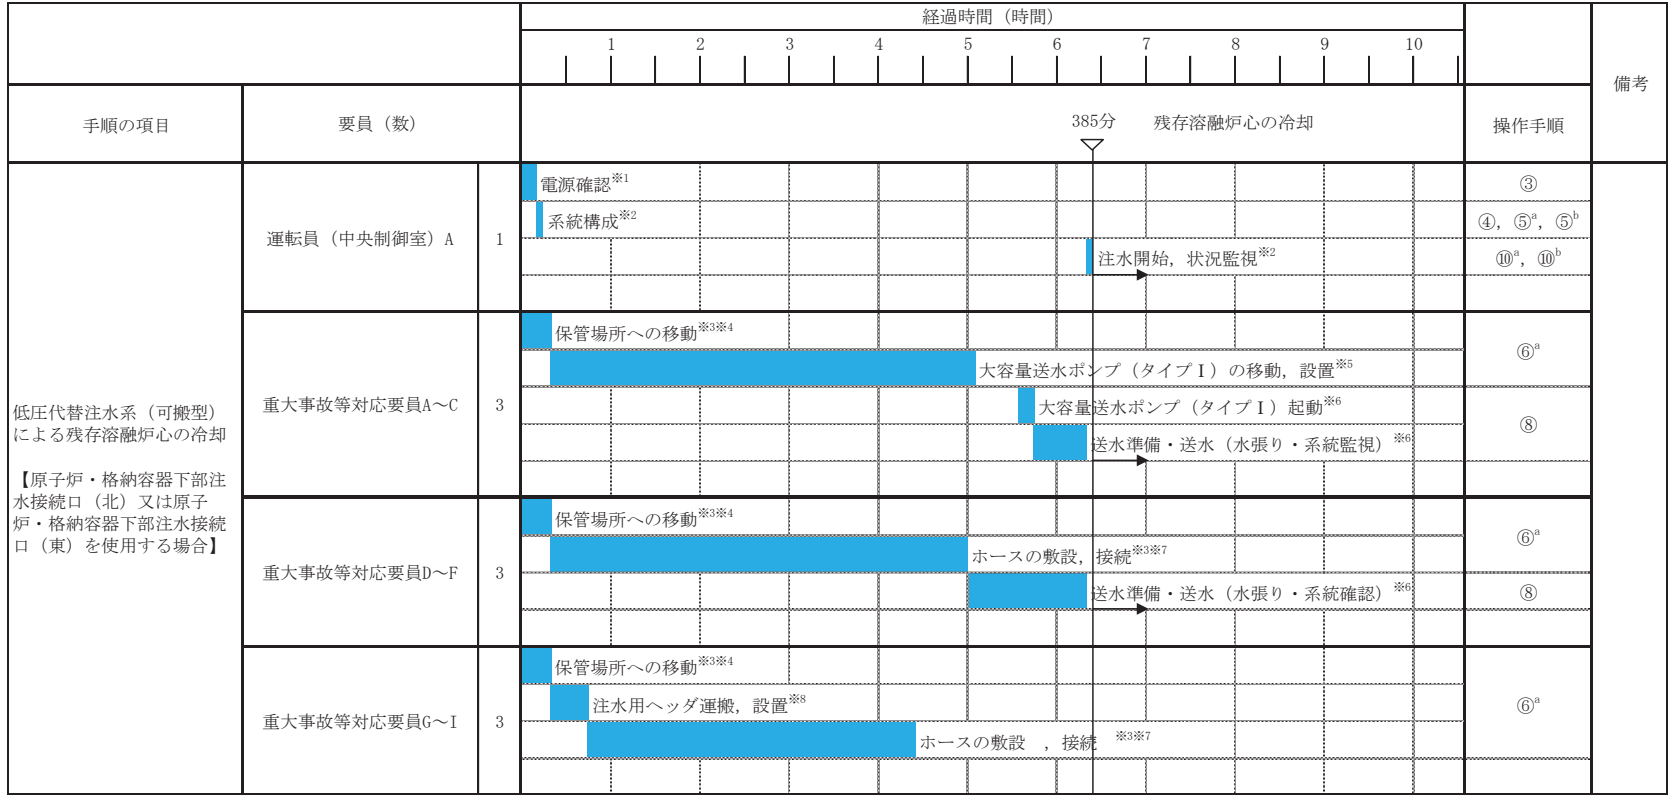 経過時間（時間）
1 2 3 4 5 6 7 8 9 10
備考
手順の項目 要員（数） 操作手順
385分 残存溶融炉心の冷却
電源確認※1 ③
系統構成※2 ④，⑤a，⑤b
運転員（中央制御室）A 1
注水開始，状況監視※2 ⑩a，⑩b
保管場所への移動※3※4
⑥a
大容量送水ポンプ（タイプⅠ）の移動，設置※5
重大事故等対応要員A～C 3
大容量送水ポンプ（タイプⅠ）起動※6
⑧
送水準備・送水（水張り・系統監視）※6
低圧代替注水系（可搬型）
による残存溶融炉心の冷却
【原子炉・格納容器下部注
水接続口（北）又は原子
炉・格納容器下部注水接続
口（東）を使用する場合】
保管場所への移動※3※4
⑥a
ホースの敷設，接続※3※7
重大事故等対応要員D～F 3
送水準備・送水（水張り・系統確認）※6 ⑧
保管場所への移動※3※4
注水用ヘッダ運搬，設置※8
⑥a
重大事故等対応要員G～I 3
ホースの敷設 ，接続 ※3※7